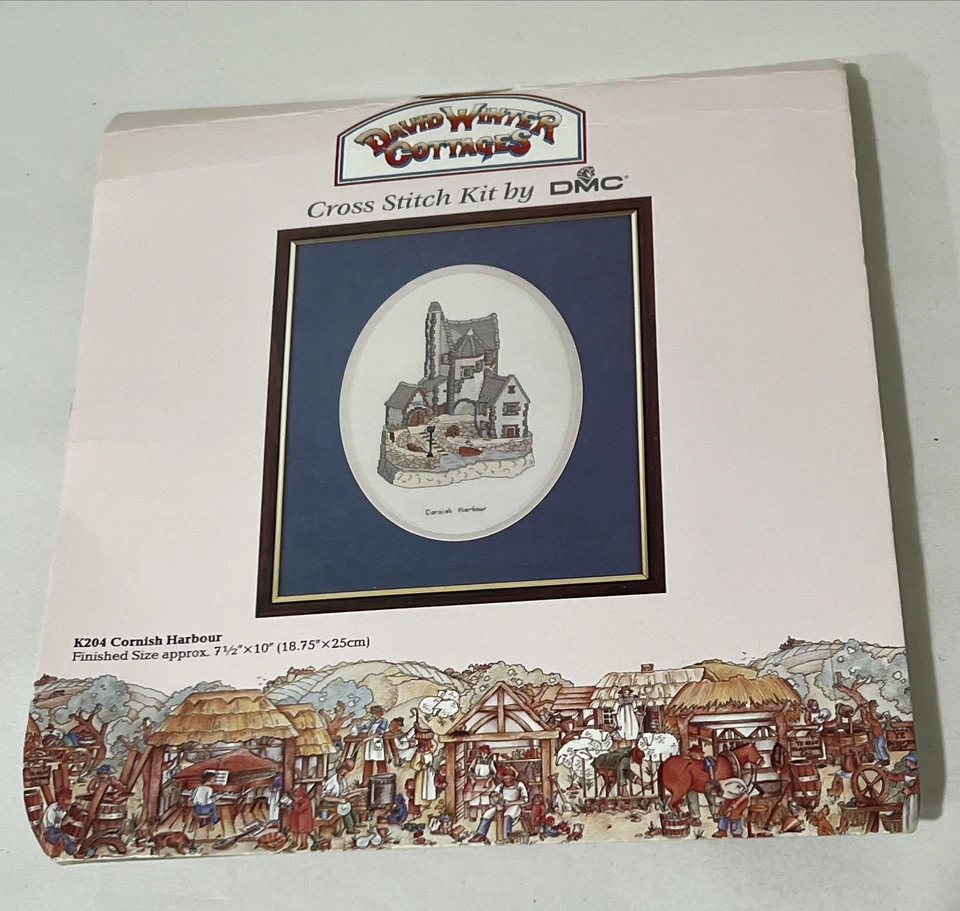 DAVID WINTER
COTTAGES
Cross Stitch Kit by DMC®
Cornish Harbour
K204 Cornish Harbour
Finished Size approx. 7½"×10" (18.75"×25cm)